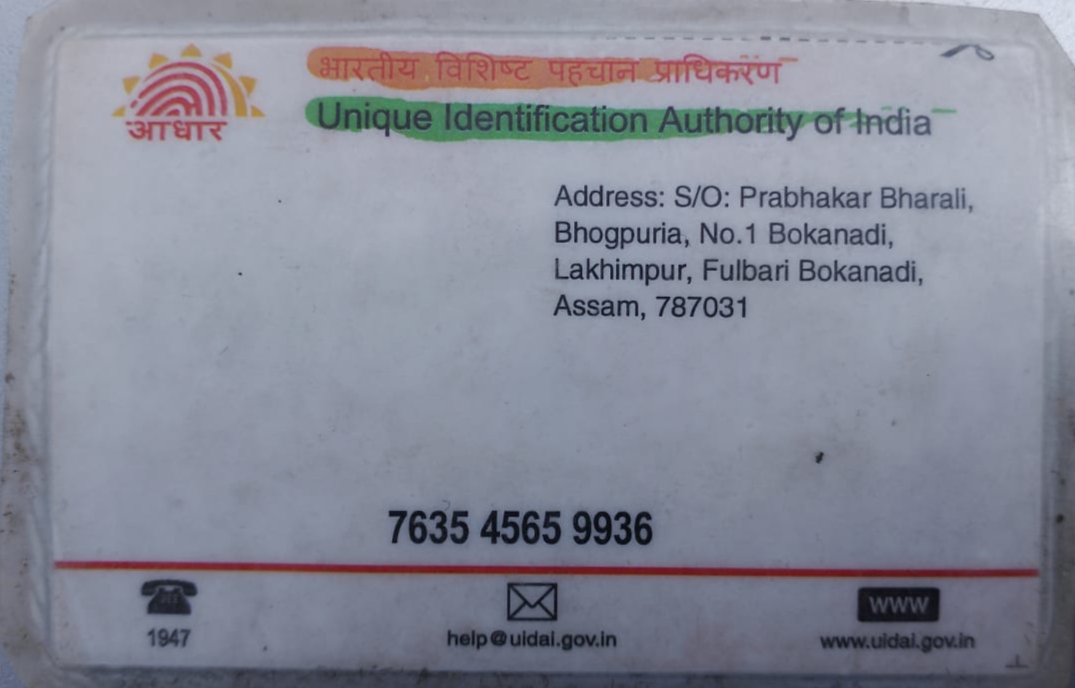 भारतीय विशिष्ट पहचान प्राधिकरण
आधार
Unique Identification Authority of India
Address: S/O: Prabhakar Bharali,
Bhogpuria, No.1 Bokanadi,
Lakhimpur, Fulbari Bokanadi,
Assam, 787031
7635 4565 9936
1947
help@uidai.gov.in
WWW
www.uidai.gov.in